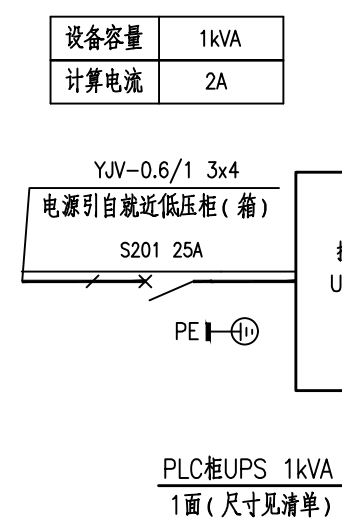 设备容量 1kVA
计算电流 2A
YJV-0.6/1 3x4
电源引自就近低压柜(箱)
S201 25A
U
PE
PLC柜UPS 1kVA
1面(尺寸见清单)